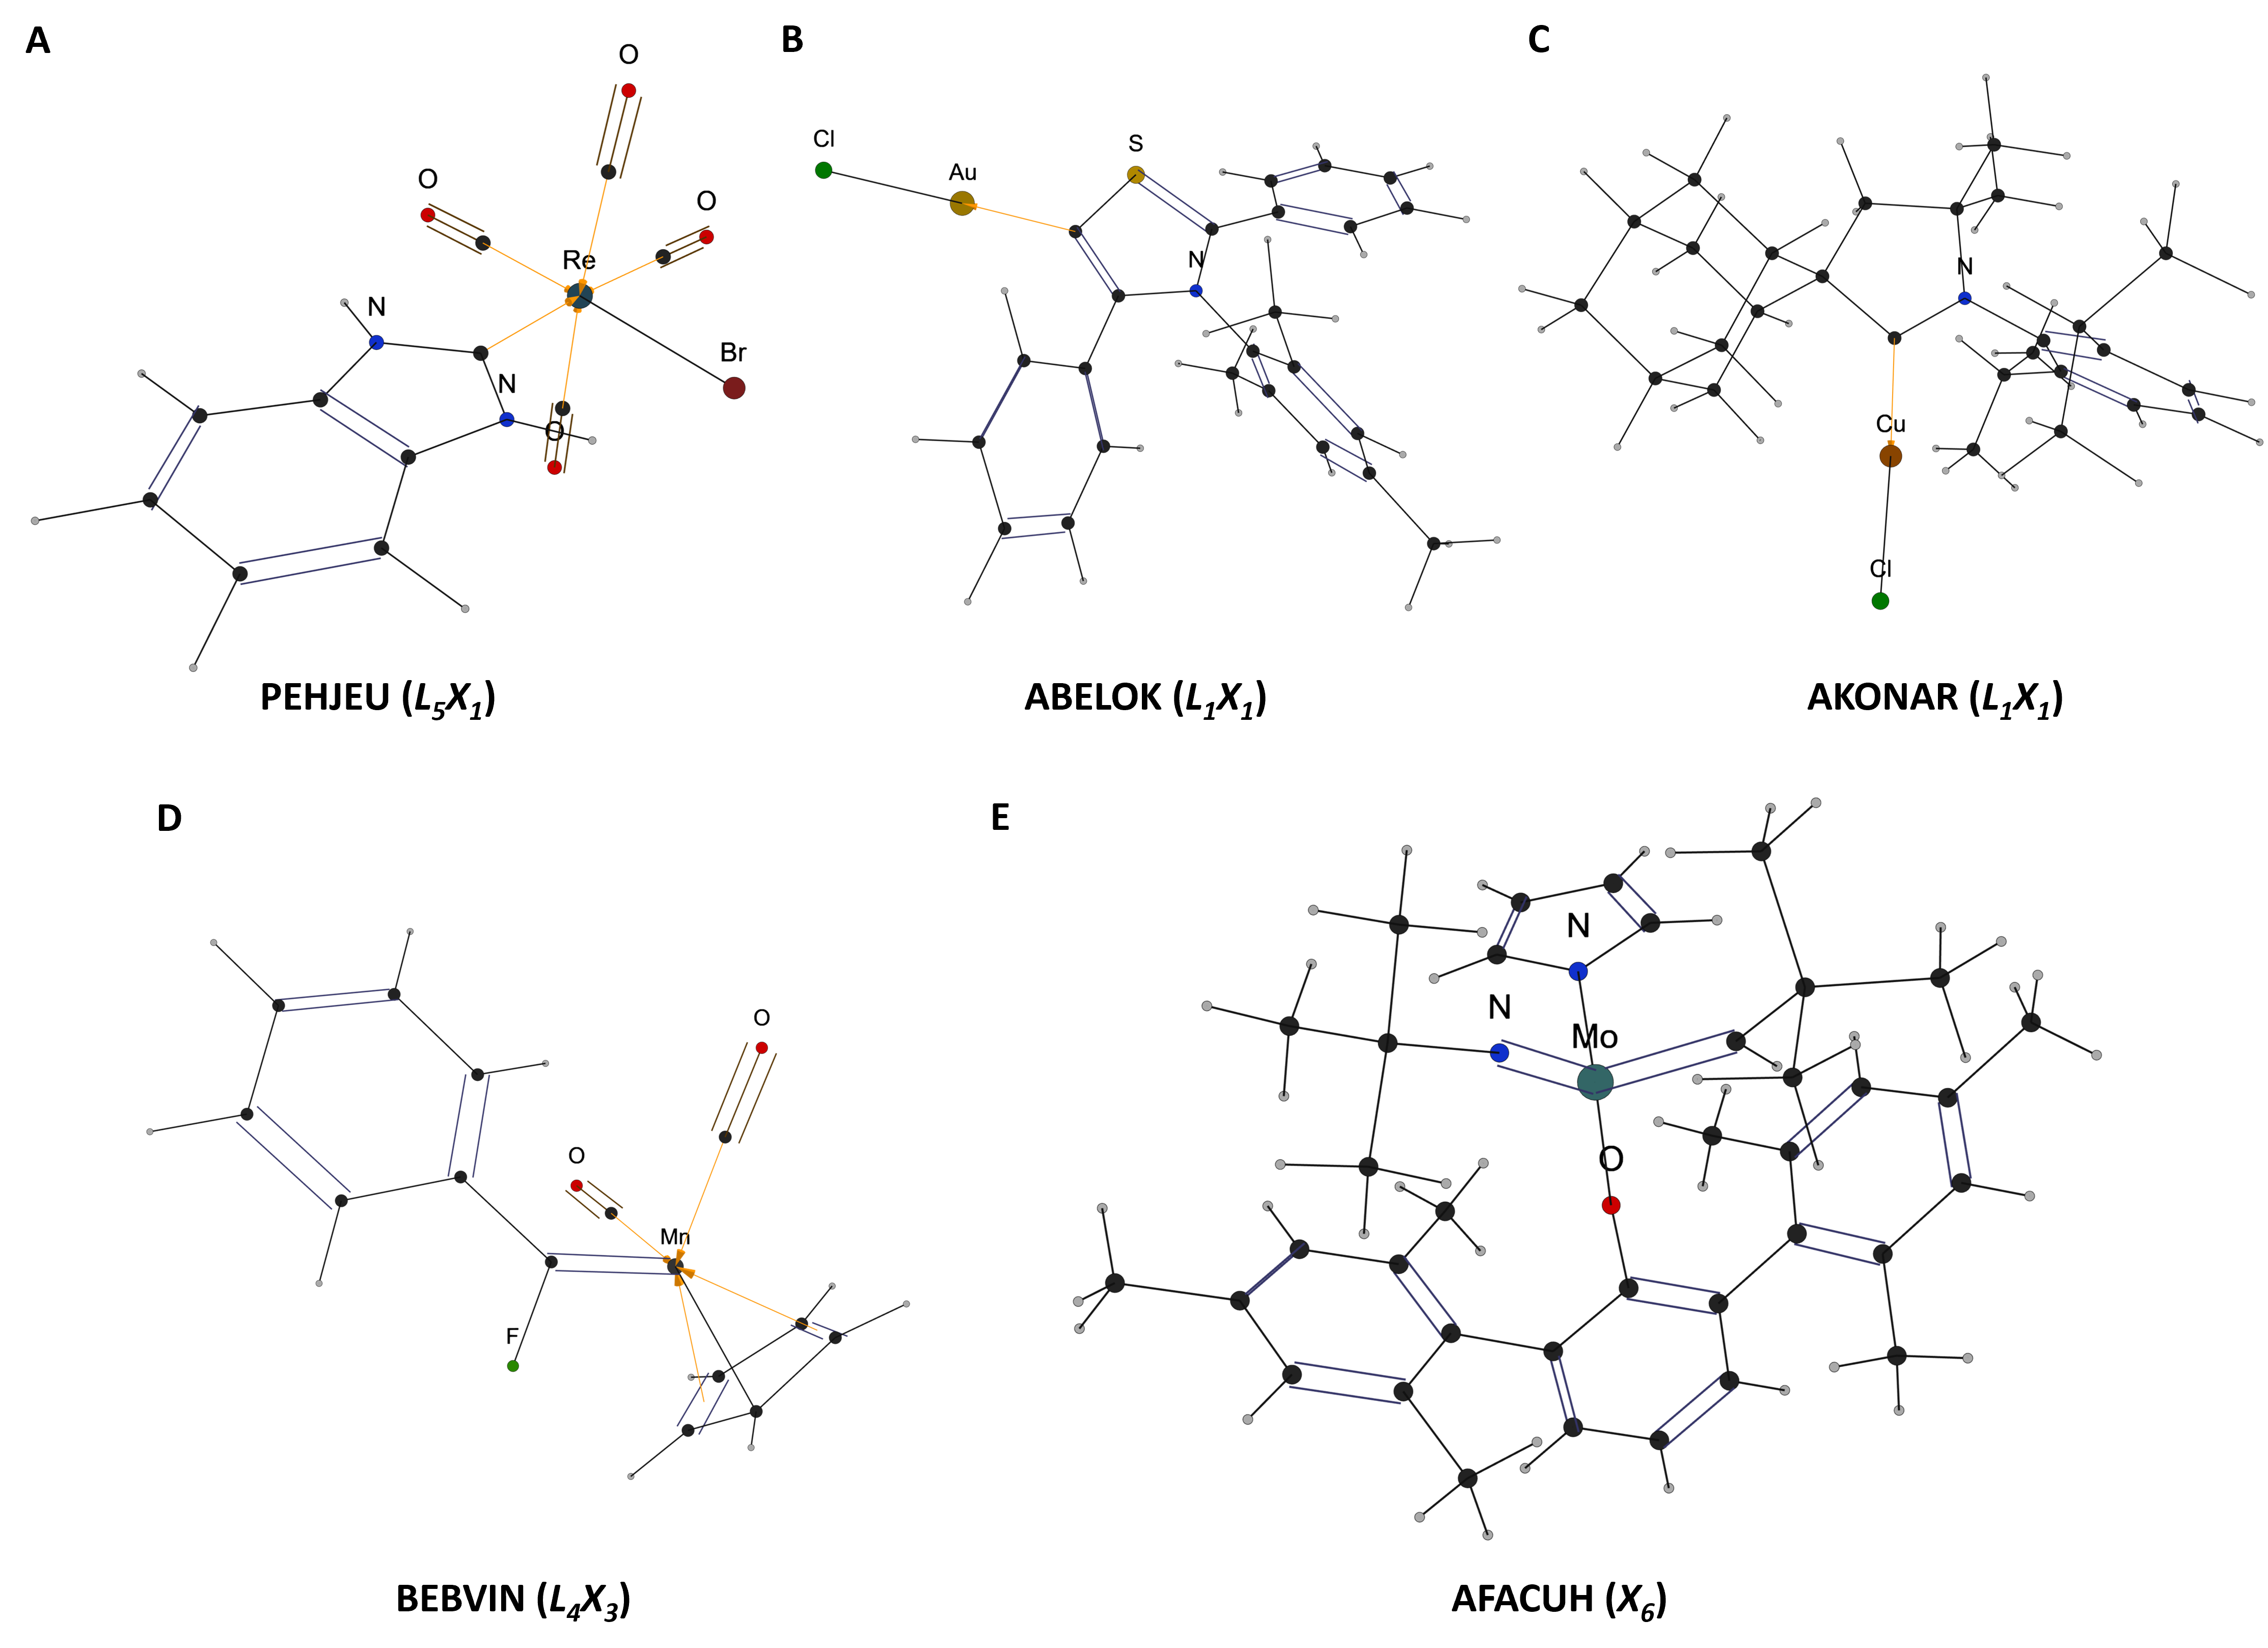 A
B
C
O
O
O
Re
N
N
Br
O
Cl
Au
S
N
N
Cu
Cl
PEHJEU (L5X1)
ABELOK (L1X1)
AKONAR (L1X1)
D
E
O
O
Mn
F
N
N
Mo
O
BEBVIN (L4X3)
AFACUH (X6)